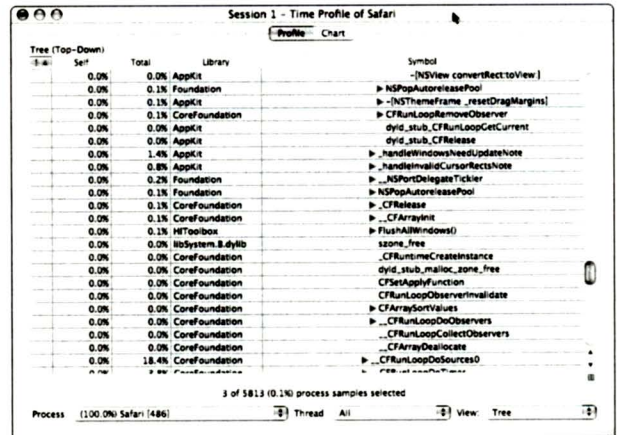 Session 1 - Time Profile of Safari
Profile Chart
Tree (Top-Down)
Self Total Library Symbol
0.0% 0.0% AppKit -[NSView convertRect:toView:]
0.0% 0.1% Foundation NSPopAutoreleasePool
0.0% 0.1% AppKit -[NSThemeFrame _resetDragMargins]
0.0% 0.1% CoreFoundation CFRunLoopRemoveObserver
0.0% 0.0% AppKit dyld_stub_CFRunLoopGetCurrent
0.0% 0.0% AppKit dyld_stub_CFRelease
0.0% 1.4% AppKit _handleWindowsNeedUpdateNote
0.0% 0.8% AppKit _handleInvalidCursorRectsNote
0.0% 0.2% Foundation __NSPortDelegateTickler
0.0% 0.1% Foundation NSPopAutoreleasePool
0.0% 0.1% CoreFoundation _CFRelease
0.0% 0.1% CoreFoundation __CFArrayInit
0.0% 0.1% HIToolbox FlushAllWindows()
0.0% 0.0% libSystem.B.dylib szone_free
0.0% 0.0% CoreFoundation _CFRuntimeCreateInstance
0.0% 0.0% CoreFoundation dyld_stub_malloc_zone_free
0.0% 0.0% CoreFoundation CFSetApplyFunction
0.0% 0.0% CoreFoundation CFRunLoopObserverInvalidate
0.0% 0.0% CoreFoundation CFArraySortValues
0.0% 0.0% CoreFoundation __CFRunLoopDoObservers
0.0% 0.0% CoreFoundation __CFRunLoopCollectObservers
0.0% 0.0% CoreFoundation __CFArrayDeallocate
0.0% 18.4% CoreFoundation __CFRunLoopDoSources0
3 of 5813 (0.1%) process samples selected
Process (100.0%) Safari [486] Thread All View: Tree